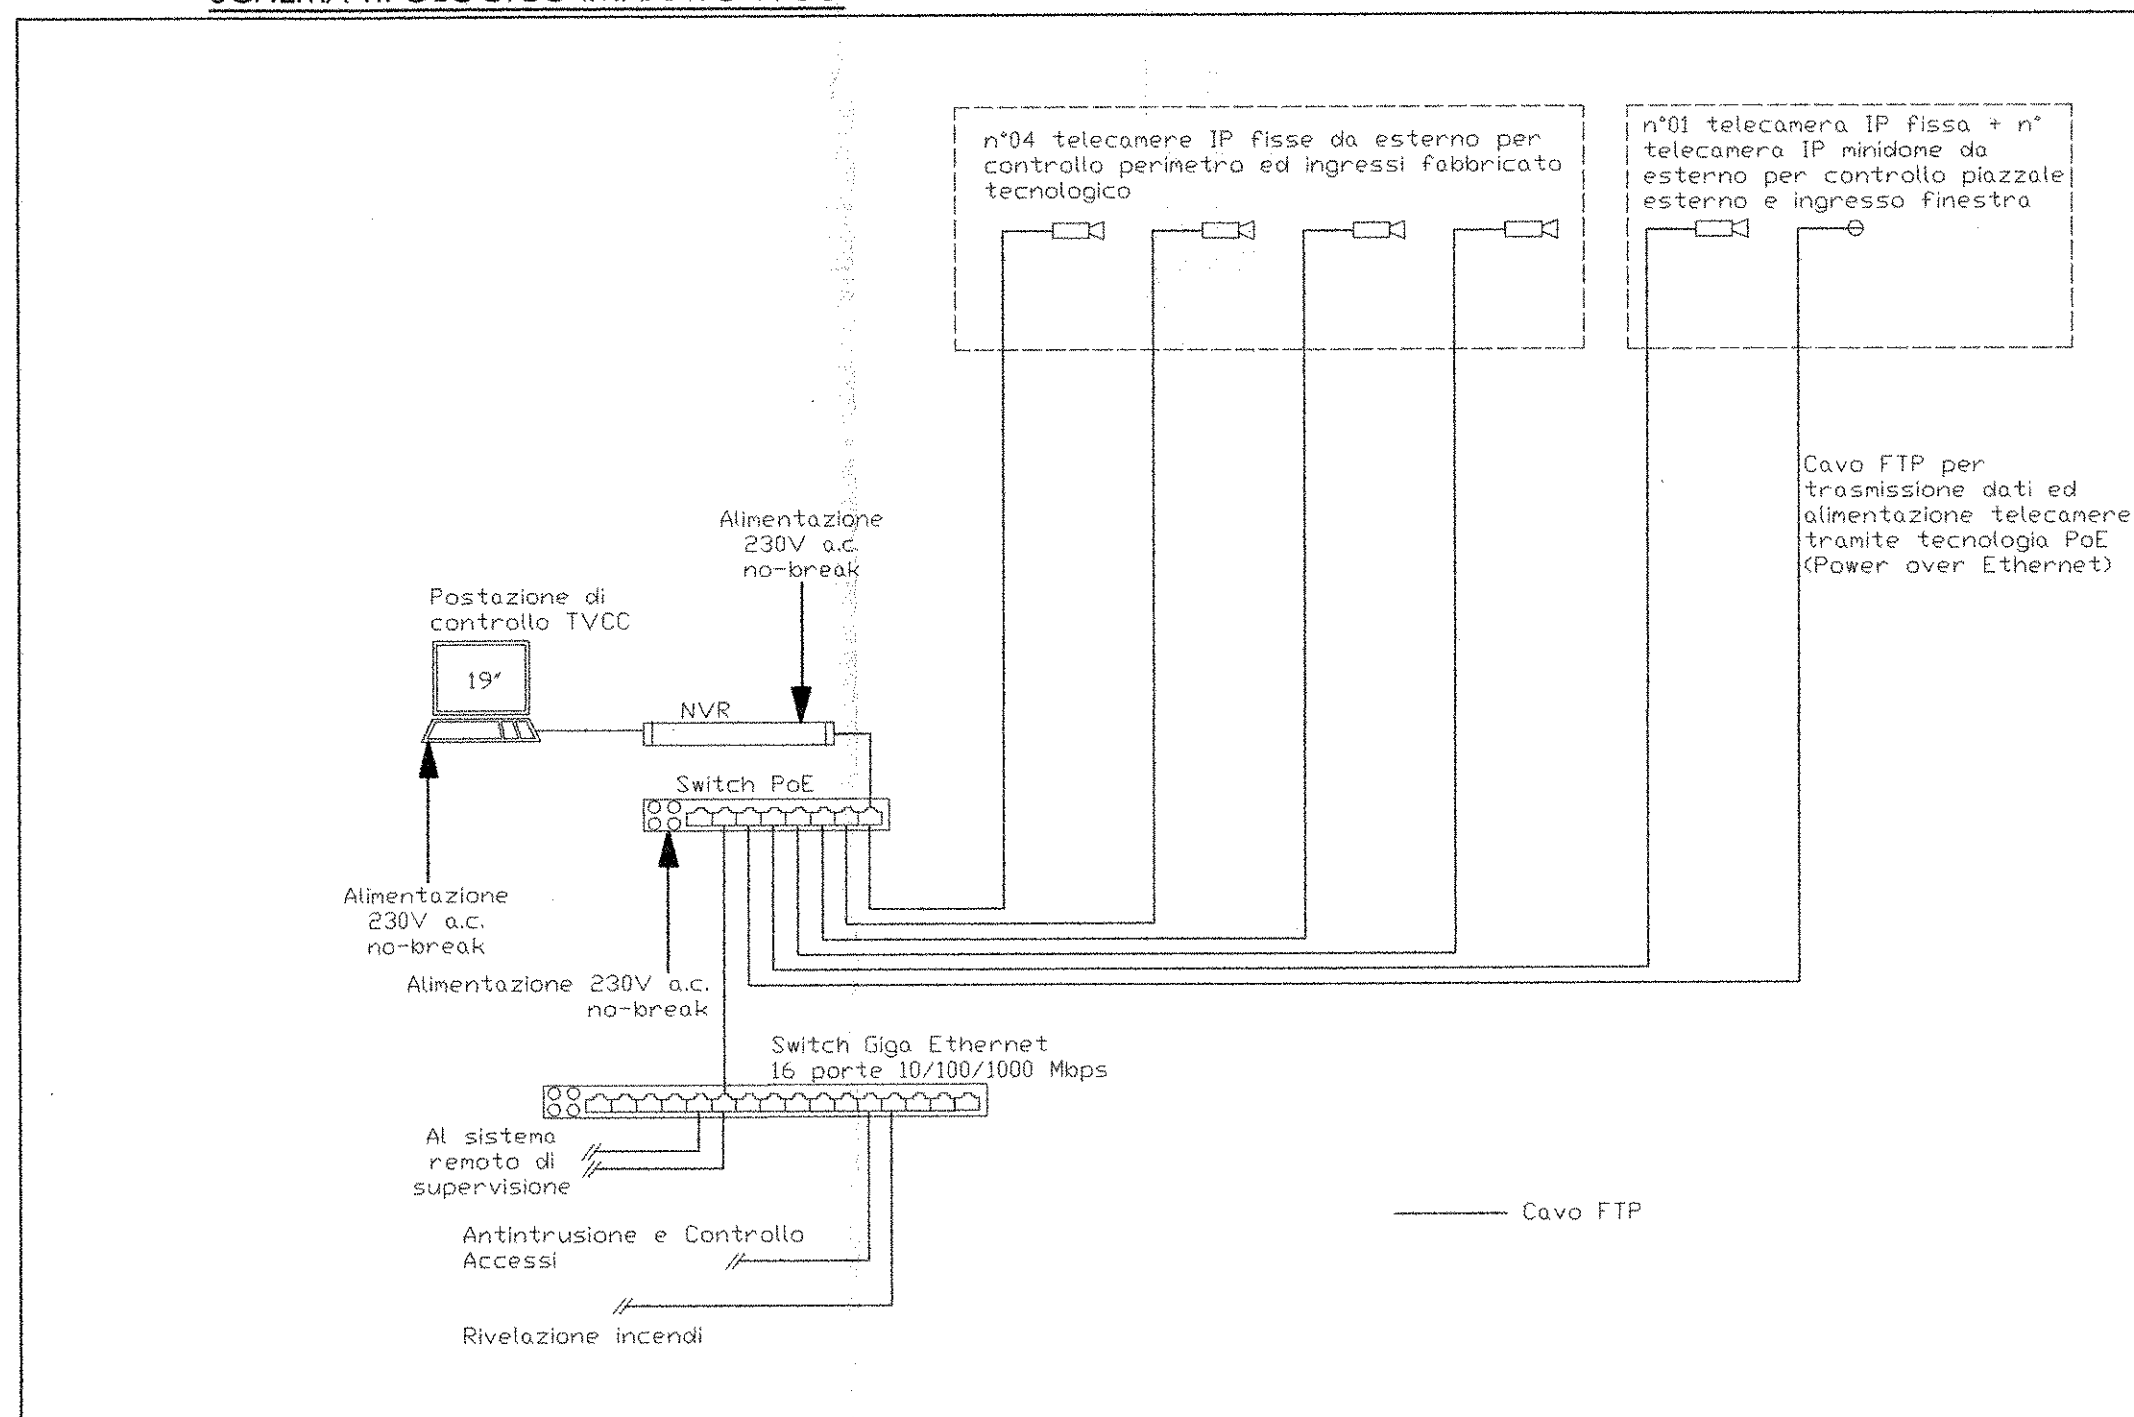 n°04 telecamere IP fisse da esterno per
controllo perimetro ed ingressi fabbricato
tecnologico
n°01 telecamera IP fissa + n°
telecamera IP minidome da
esterno per controllo piazzale
esterno e ingresso finestra
Cavo FTP per
trasmissione dati ed
alimentazione telecamere
tramite tecnologia PoE
(Power over Ethernet)
Alimentazione
230V a.c.
no-break
Postazione di
controllo TVCC
19"
NVR
Switch PoE
Alimentazione
230V a.c.
no-break
Alimentazione 230V a.c.
no-break
Switch Giga Ethernet
16 porte 10/100/1000 Mbps
Al sistema
remoto di
supervisione
Antintrusione e Controllo
Accessi
Rivelazione incendi
Cavo FTP